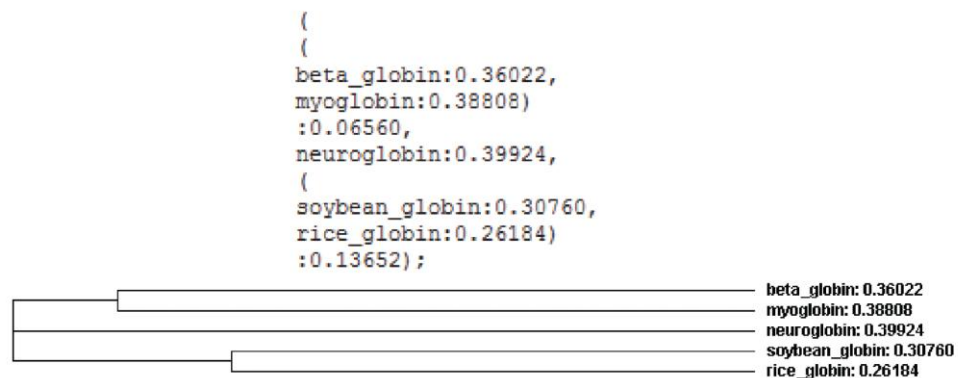 (
(
beta_globin:0.36022,
myoglobin:0.38808)
:0.06560,
neuroglobin:0.39924,
(
soybean_globin:0.30760,
rice_globin:0.26184)
:0.13652);
beta_globin: 0.36022
myoglobin: 0.38808
neuroglobin: 0.39924
soybean_globin: 0.30760
rice_globin: 0.26184